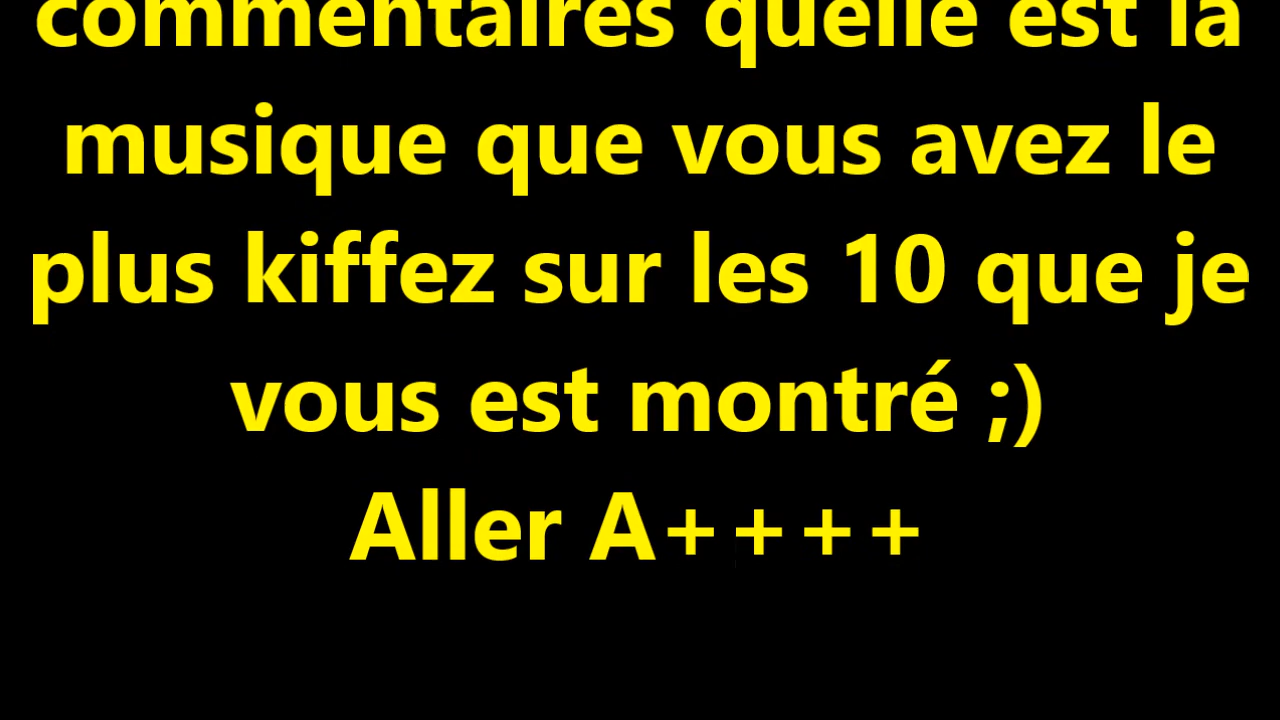 commentaires quelle est la
musique que vous avez le
plus kiffez sur les 10 que je
vous est montré ;)
Aller A++++